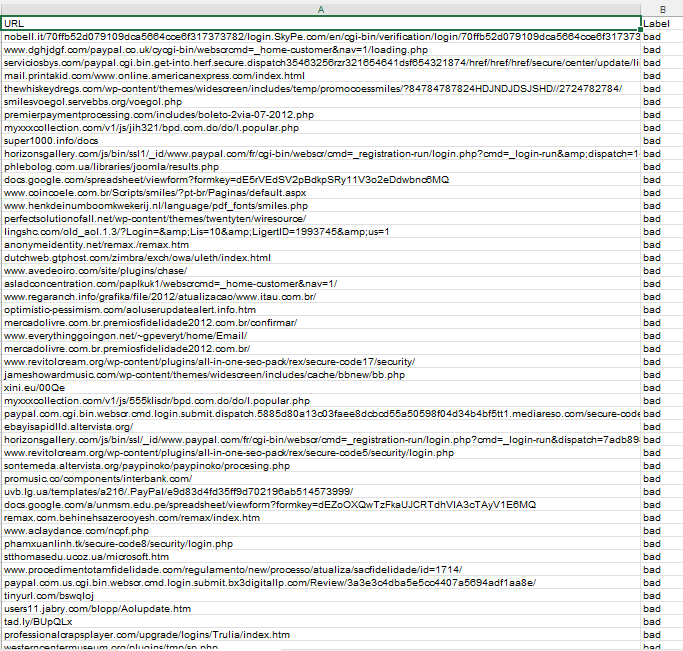 A B
URL Label
nobell.it/70ffb52d079109dca5664cce6f317373782/login.SkyPe.com/en/cgi-bin/verification/login/70ffb52d079109dca5664cce6f317373 bad
www.dghjdgf.com/paypal.co.uk/cycgi-bin/webscrcmd=_home-customer&nav=1/loading.php bad
serviciosbys.com/paypal.cgi.bin.get-into.herf.secure.dispatch35463256rzr321654641dsf654321874/href/href/href/secure/center/update/li bad
mail.printakid.com/www.online.americanexpress.com/index.html bad
thewhiskeydregs.com/wp-content/themes/widescreen/includes/temp/promocoessmiles/?84784787824HDJNDJDSJSHD//2724782784/ bad
smilesvoegol.servebbs.org/voegol.php bad
premierpaymentprocessing.com/includes/boleto-2via-07-2012.php bad
myxxxcollection.com/v1/js/jih321/bpd.com.do/do/l.popular.php bad
super1000.info/docs bad
horizonsgallery.com/js/bin/ssl1/_id/www.paypal.com/fr/cgi-bin/webscr/cmd=_registration-run/login.php?cmd=_login-run&amp;dispatch=1 bad
phlebolog.com.ua/libraries/joomla/results.php bad
docs.google.com/spreadsheet/viewform?formkey=dE5rVEdSV2pBdkpSRy11V3o2eDdwbnc6MQ bad
www.coincoele.com.br/Scripts/smiles/?pt-br/Paginas/default.aspx bad
www.henkdeinumboomkwekerij.nl/language/pdf_fonts/smiles.php bad
perfectsolutionofall.net/wp-content/themes/twentyten/wiresource/ bad
lingshc.com/old_aol.1.3/?Login=&amp;Lis=10&amp;LigertID=1993745&amp;us=1 bad
anonymeidentity.net/remax./remax.htm bad
dutchweb.gtphost.com/zimbra/exch/owa/uleth/index.html bad
www.avedeoiro.com/site/plugins/chase/ bad
asladconcentration.com/paplkuk1/webscrcmd=_home-customer&nav=1/ bad
www.regaranch.info/grafika/file/2012/atualizacao/www.itau.com.br/ bad
optimistic-pessimism.com/aoluserupdatealert.info.htm bad
mercadolivre.com.br.premiosfidelidade2012.com.br/confirmar/ bad
www.everythinggoingon.net/~gpeveryt/home/Email/ bad
mercadolivre.com.br.premiosfidelidade2012.com.br/ bad
www.revitolcream.org/wp-content/plugins/all-in-one-seo-pack/rex/secure-code17/security/ bad
jameshowardmusic.com/wp-content/themes/widescreen/includes/cache/bbnew/bb.php bad
xini.eu/00Qe bad
myxxxcollection.com/v1/js/555klisdr/bpd.com.do/do/l.popular.php bad
paypal.com.cgi.bin.webscr.cmd.login.submit.dispatch.5885d80a13c03faee8dcbcd55a50598f04d34b4bf5tt1.mediareso.com/secure-code bad
ebayisapidlld.altervista.org/ bad
horizonsgallery.com/js/bin/ssl/_id/www.paypal.com/fr/cgi-bin/webscr/cmd=_registration-run/login.php?cmd=_login-run&dispatch=7adb89 bad
www.revitolcream.org/wp-content/plugins/all-in-one-seo-pack/rex/secure-code5/security/login.php bad
sontemeda.altervista.org/paypinoko/paypinoko/procesing.php bad
promusic.co/components/interbank.com/ bad
uvb.lg.ua/templates/a216/.PayPal/e9d83d4fd35ff9d702196ab514573999/ bad
docs.google.com/a/unmsm.edu.pe/spreadsheet/viewform?formkey=dEZoOXQwTzFkaUJCRTdhVlA3cTAyV1E6MQ bad
remax.com.behinehsazerooyesh.com/remax/index.htm bad
www.aclaydance.com/ncpf.php bad
phamxuanlinh.tk/secure-code8/security/login.php bad
stthomasedu.ucoz.ua/microsoft.htm bad
www.procedimentotamfidelidade.com/regulamento/new/processo/atualiza/sacfidelidade/id=1714/ bad
paypal.com.us.cgi.bin.webscr.cmd.login.submit.bx3digitallp.com/Review/3a3e3c4dba5e5cc4407a5694adf1aa8e/ bad
tinyurl.com/bswqloj bad
users11.jabry.com/blopp/Aolupdate.htm bad
tad.ly/BUpQLx bad
professionalcrapsplayer.com/upgrade/logins/Trulia/index.htm bad
westerncentermuseum.org/plugins/tmp/sp.php bad